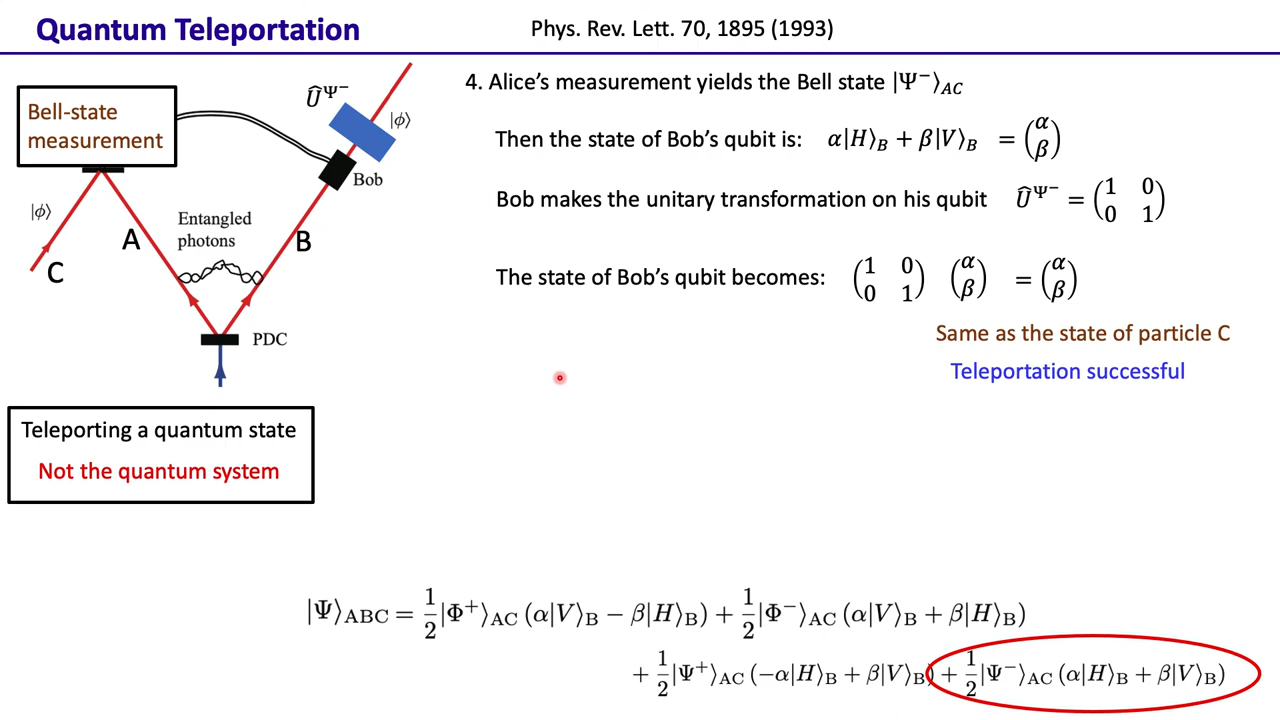 Quantum Teleportation
Phys. Rev. Lett. 70, 1895 (1993)
Bell-state
measurement
|ϕ⟩
A
C
Entangled
photons
B
PDC
Û^Ψ⁻
|ϕ⟩
Bob
Teleporting a quantum state
Not the quantum system
4. Alice’s measurement yields the Bell state |Ψ⁻⟩_AC
Then the state of Bob’s qubit is: α|H⟩_B + β|V⟩_B = (α β)
Bob makes the unitary transformation on his qubit Û^Ψ⁻ = (1 0 0 1)
The state of Bob’s qubit becomes: (1 0 0 1) (α β) = (α β)
Same as the state of particle C
Teleportation successful
|Ψ⟩_ABC = 1/2 |Φ⁺⟩_AC (α|V⟩_B − β|H⟩_B) + 1/2 |Φ⁻⟩_AC (α|V⟩_B + β|H⟩_B)
+ 1/2 |Ψ⁺⟩_AC (−α|H⟩_B + β|V⟩_B) + 1/2 |Ψ⁻⟩_AC (α|H⟩_B + β|V⟩_B)